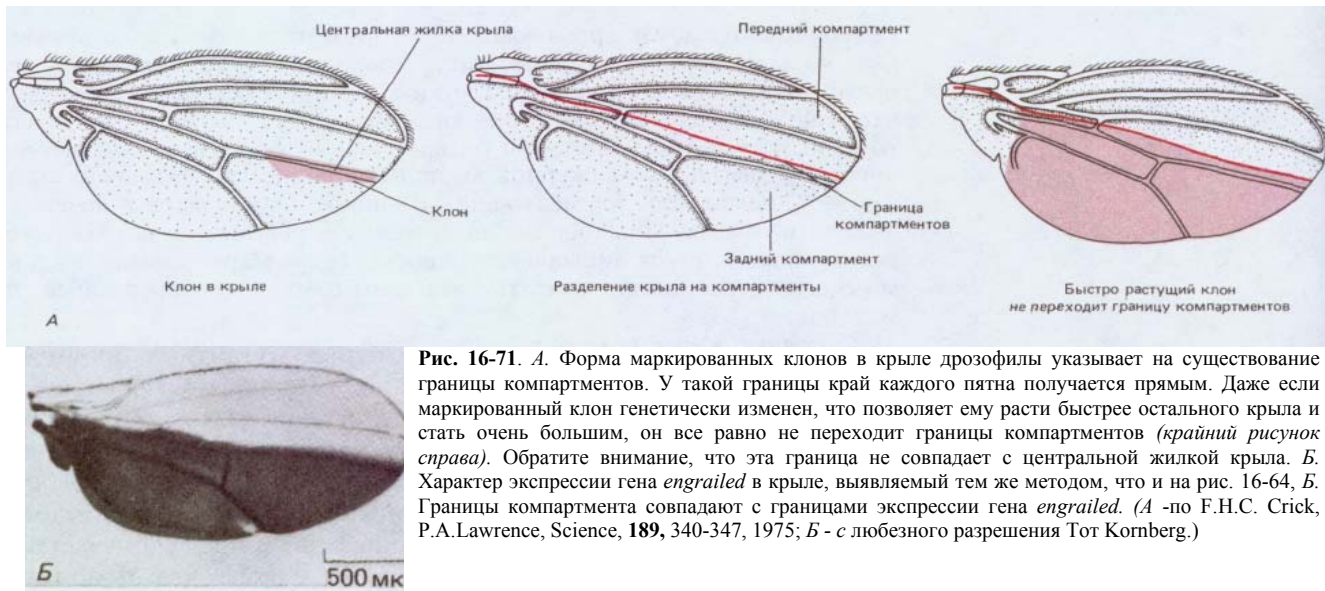 Центральная жилка крыла
Клон
Клон в крыле
А
Передний компартмент
Граница
компартментов
Задний компартмент
Разделение крыла на компартменты
Быстро растущий клон
не переходит границу компартментов
Б
500 мк
Рис. 16-71. А. Форма маркированных клонов в крыле дрозофилы указывает на существование
границы компартментов. У такой границы край каждого пятна получается прямым. Даже если
маркированный клон генетически изменен, что позволяет ему расти быстрее остального крыла и
стать очень большим, он все равно не переходит границы компартментов (крайний рисунок
справа). Обратите внимание, что эта граница не совпадает с центральной жилкой крыла. Б.
Характер экспрессии гена engrailed в крыле, выявляемый тем же методом, что и на рис. 16-64, Б.
Границы компартмента совпадают с границами экспрессии гена engrailed. (А -по F.H.C. Crick,
P.A.Lawrence, Science, 189, 340-347, 1975; Б - с любезного разрешения Тот Kornberg.)